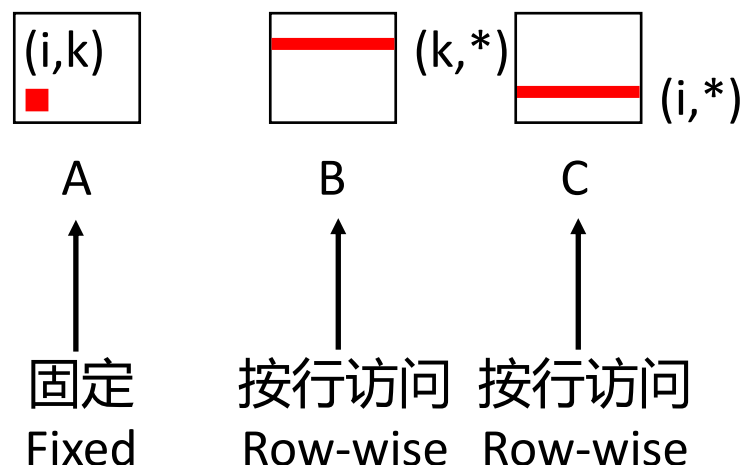 (i,k)
(k,*)
(i,*)
A
B
C
固定
按行访问
按行访问
Fixed
Row-wise
Row-wise